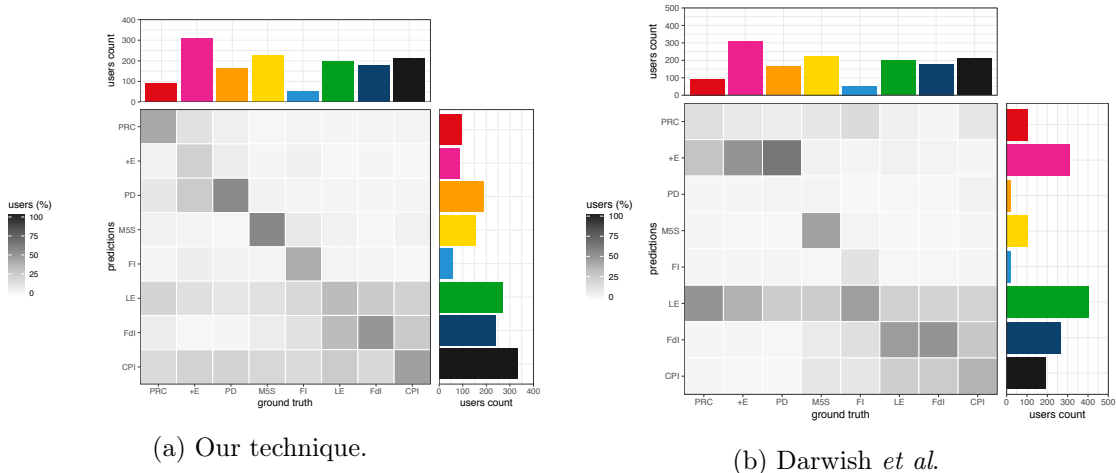 400
300
200
100
0
users count
PRC
+E
PD
M5S
FI
LE
FdI
CPI
predictions
users (%)
100
75
50
25
0
PRC +E PD M5S FI LE FdI CPI
ground truth
0 100 200 300 400
users count
(a) Our technique.
500
400
300
200
100
0
users count
PRC
+E
PD
M5S
FI
LE
FdI
CPI
predictions
users (%)
100
75
50
25
0
PRC +E PD M5S FI LE FdI CPI
ground truth
0 100 200 300 400 500
users count
(b) Darwish et al.